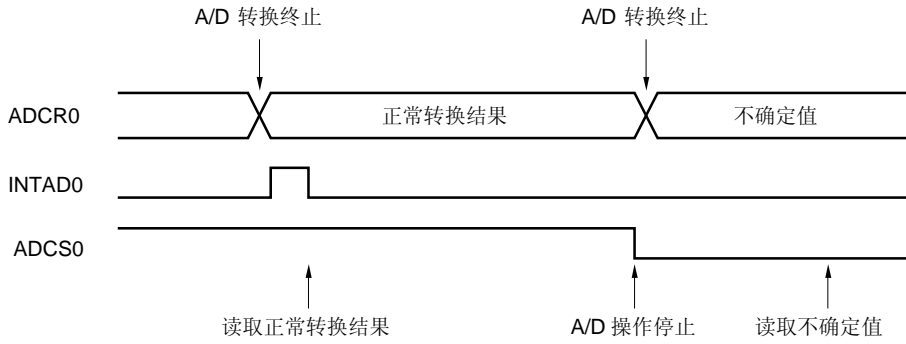 A/D 转换终止
A/D 转换终止
ADCR0
正常转换结果
不确定值
INTAD0
ADCS0
读取正常转换结果
A/D 操作停止
读取不确定值